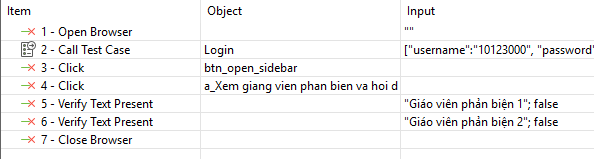 Item Object Input
1 - Open Browser ""
2 - Call Test Case Login ["username":"10123000", "password"
3 - Click btn_open_sidebar
4 - Click a_Xem giang vien phan bien va hoi d
5 - Verify Text Present "Giáo viên phản biện 1"; false
6 - Verify Text Present "Giáo viên phản biện 2"; false
7 - Close Browser